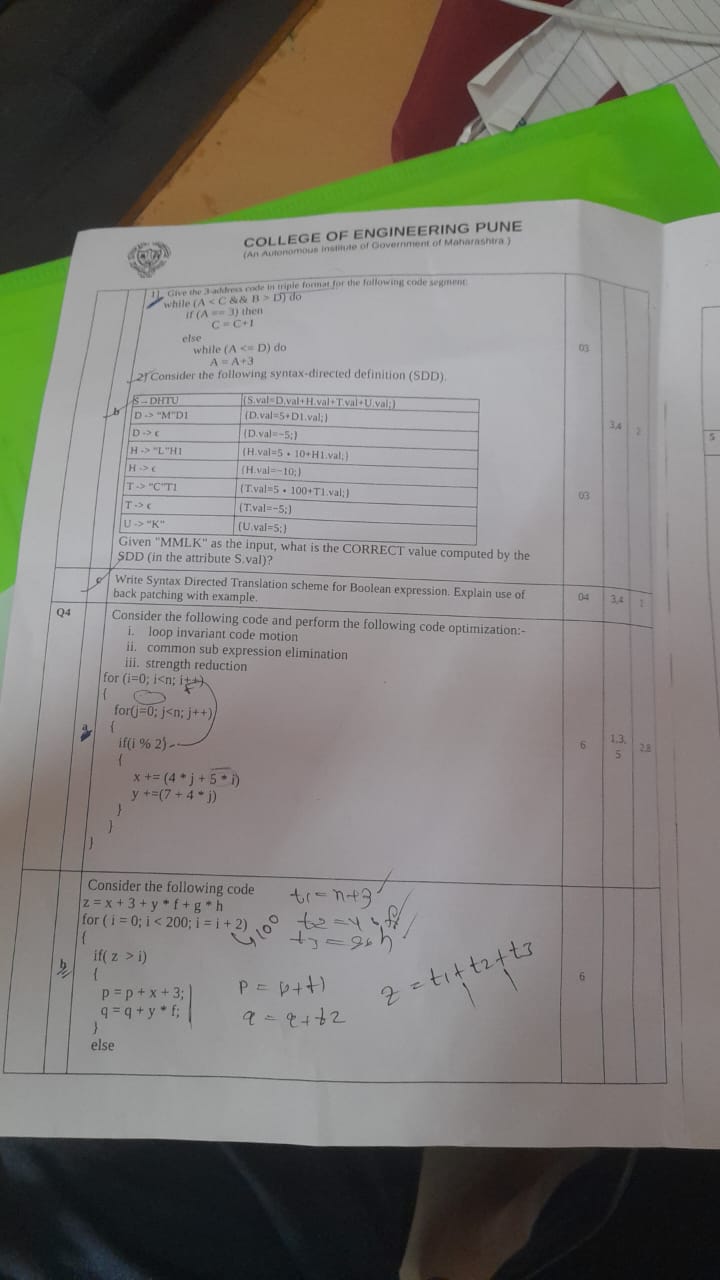 COLLEGE OF ENGINEERING PUNE
(An Autonomous Institute of Government of Maharashtra.)
1) Give the 3-address code in triple format for the following code segment:
while (A < C && B > D) do
if (A == 3) then
C = C+1
else
while (A <= D) do
A = A+3
03
2) Consider the following syntax-directed definition (SDD).
b
S – DHTU {S.val=D.val+H.val+T.val+U.val;}
D -> "M"D1 {D.val=5+D1.val;}
D -> ϵ {D.val=-5;}
H -> "L"H1 {H.val=5 * 10+H1.val;}
H -> ϵ {H.val=-10;}
T -> "C"T1 {T.val=5 * 100+T1.val;}
T -> ϵ {T.val=-5;}
U -> "K" {U.val=5;}
3,4 2
03
Given "MMLK" as the input, what is the CORRECT value computed by the
SDD (in the attribute S.val)?
c Write Syntax Directed Translation scheme for Boolean expression. Explain use of
back patching with example.
04 3,4 1
Q4
a
Consider the following code and perform the following code optimization:-
i. loop invariant code motion
ii. common sub expression elimination
iii. strength reduction
for (i=0; i<n; i++)
{
for(j=0; j<n; j++)
{
if(i % 2)
{
x += (4 * j + 5 * i)
y +=(7 + 4 * j)
}
}
}
6 1,3, 5 2,8
b
Consider the following code
z = x + 3 + y * f + g * h
for ( i = 0; i < 200; i = i + 2)
{
if( z > i)
{
p = p + x + 3;
q = q + y * f;
}
else
6
t1 = x+3
t2 = y * f
t3 = g * h
100
p = p+t1
q = q+t2
z = t1+t2+t3
5